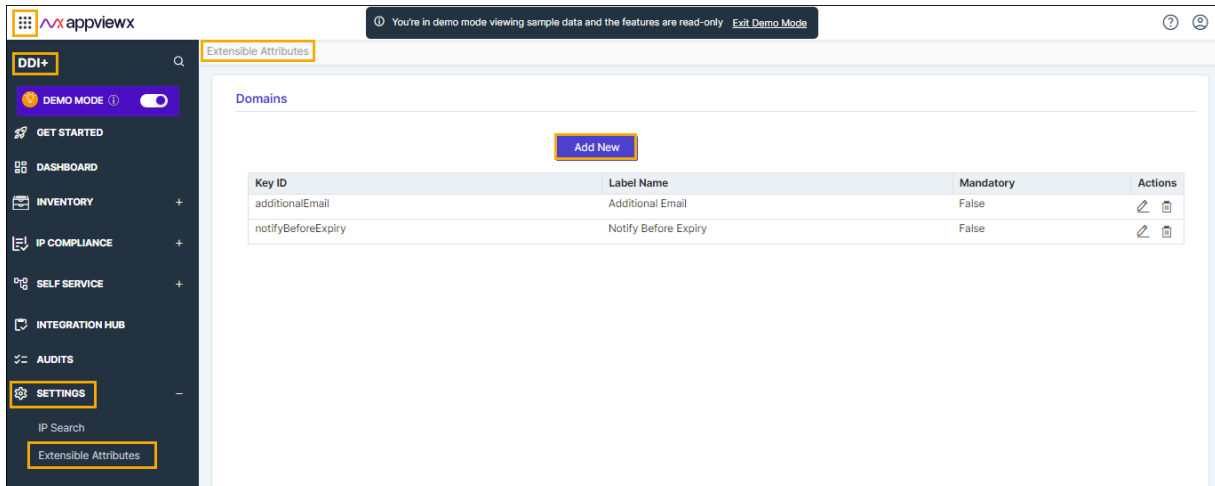 appviewx
You're in demo mode viewing sample data and the features are read-only Exit Demo Mode
DDI+
Extensible Attributes
DEMO MODE
GET STARTED
DASHBOARD
INVENTORY +
IP COMPLIANCE +
SELF SERVICE +
INTEGRATION HUB
AUDITS
SETTINGS –
IP Search
Extensible Attributes
Domains
Add New
Key ID Label Name Mandatory Actions
additionalEmail Additional Email False
notifyBeforeExpiry Notify Before Expiry False